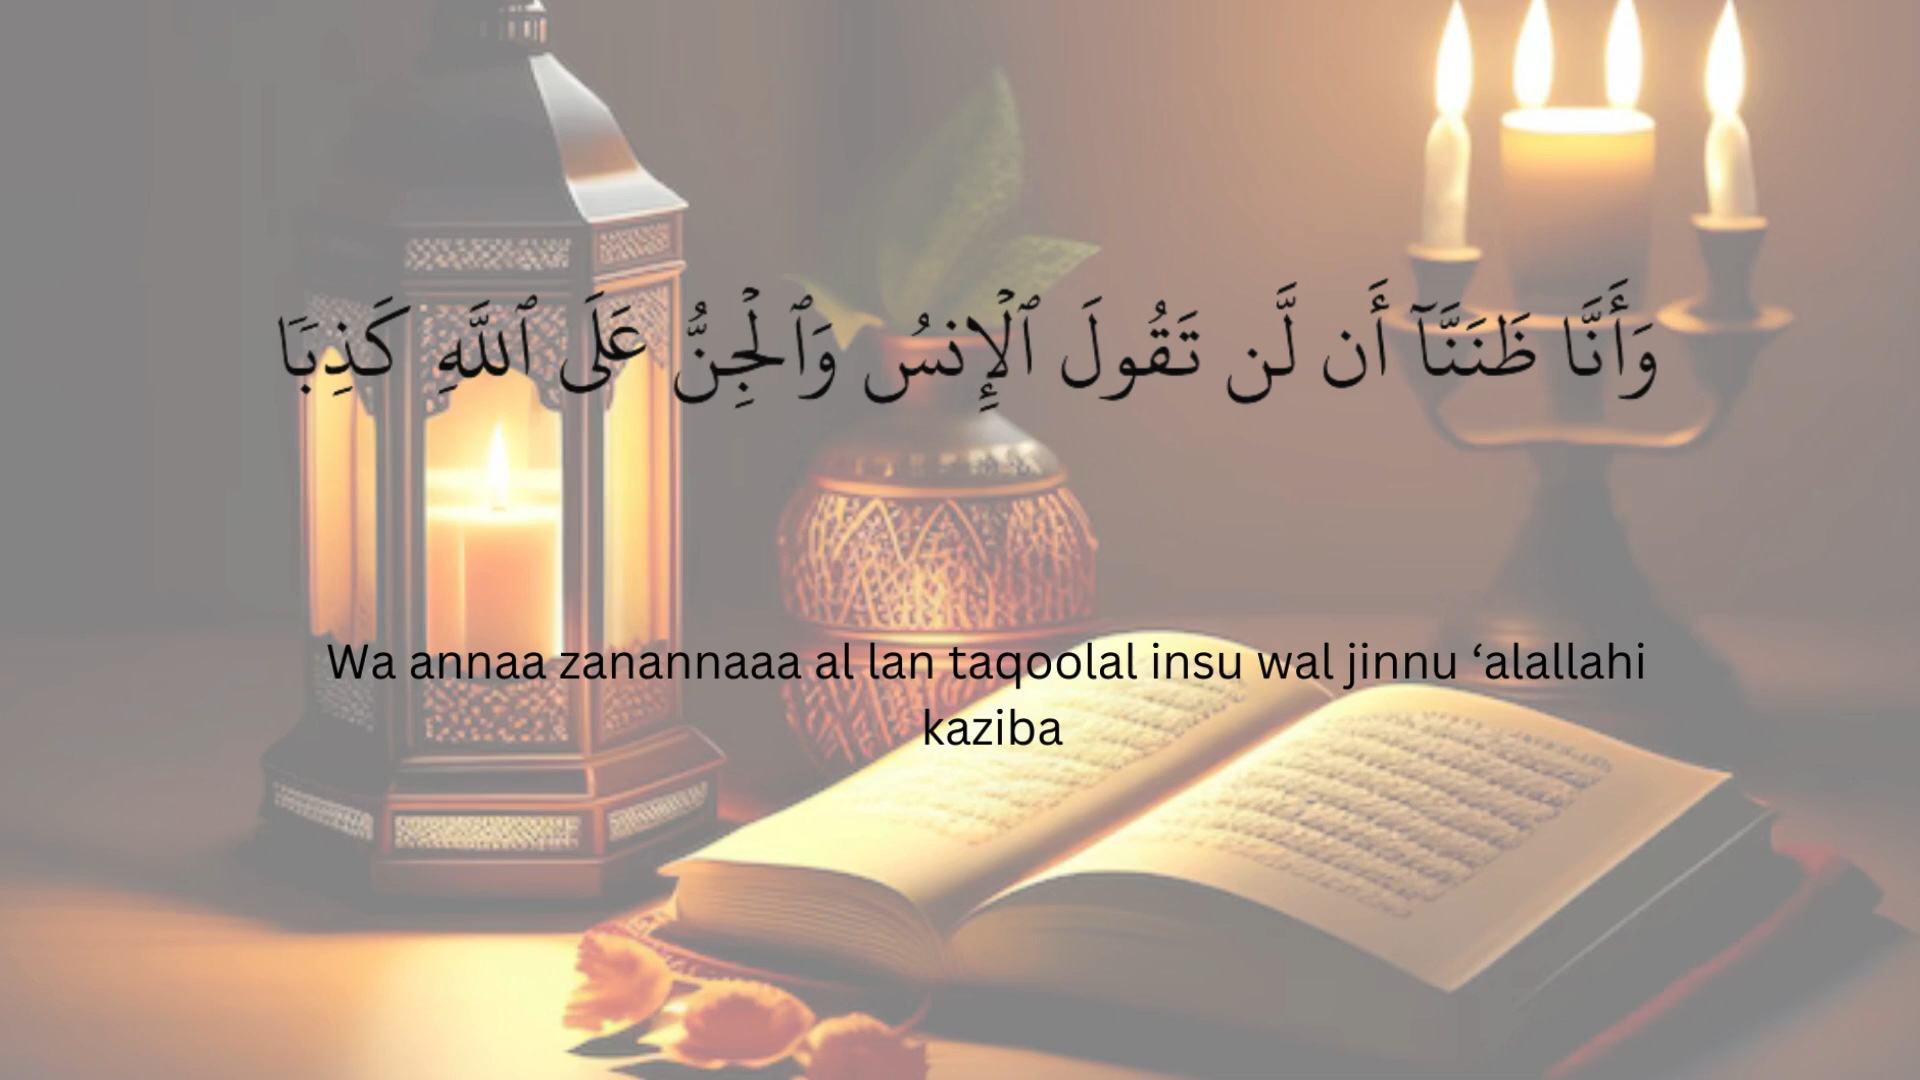 وَأَنَّا ظَنَنَّآ أَن لَّن تَقُولَ ٱلْإِنسُ وَٱلْجِنُّ عَلَى ٱللَّهِ كَذِبَا
Wa annaa zanannaaa al lan taqoolal insu wal jinnu ‘alallahi
kaziba